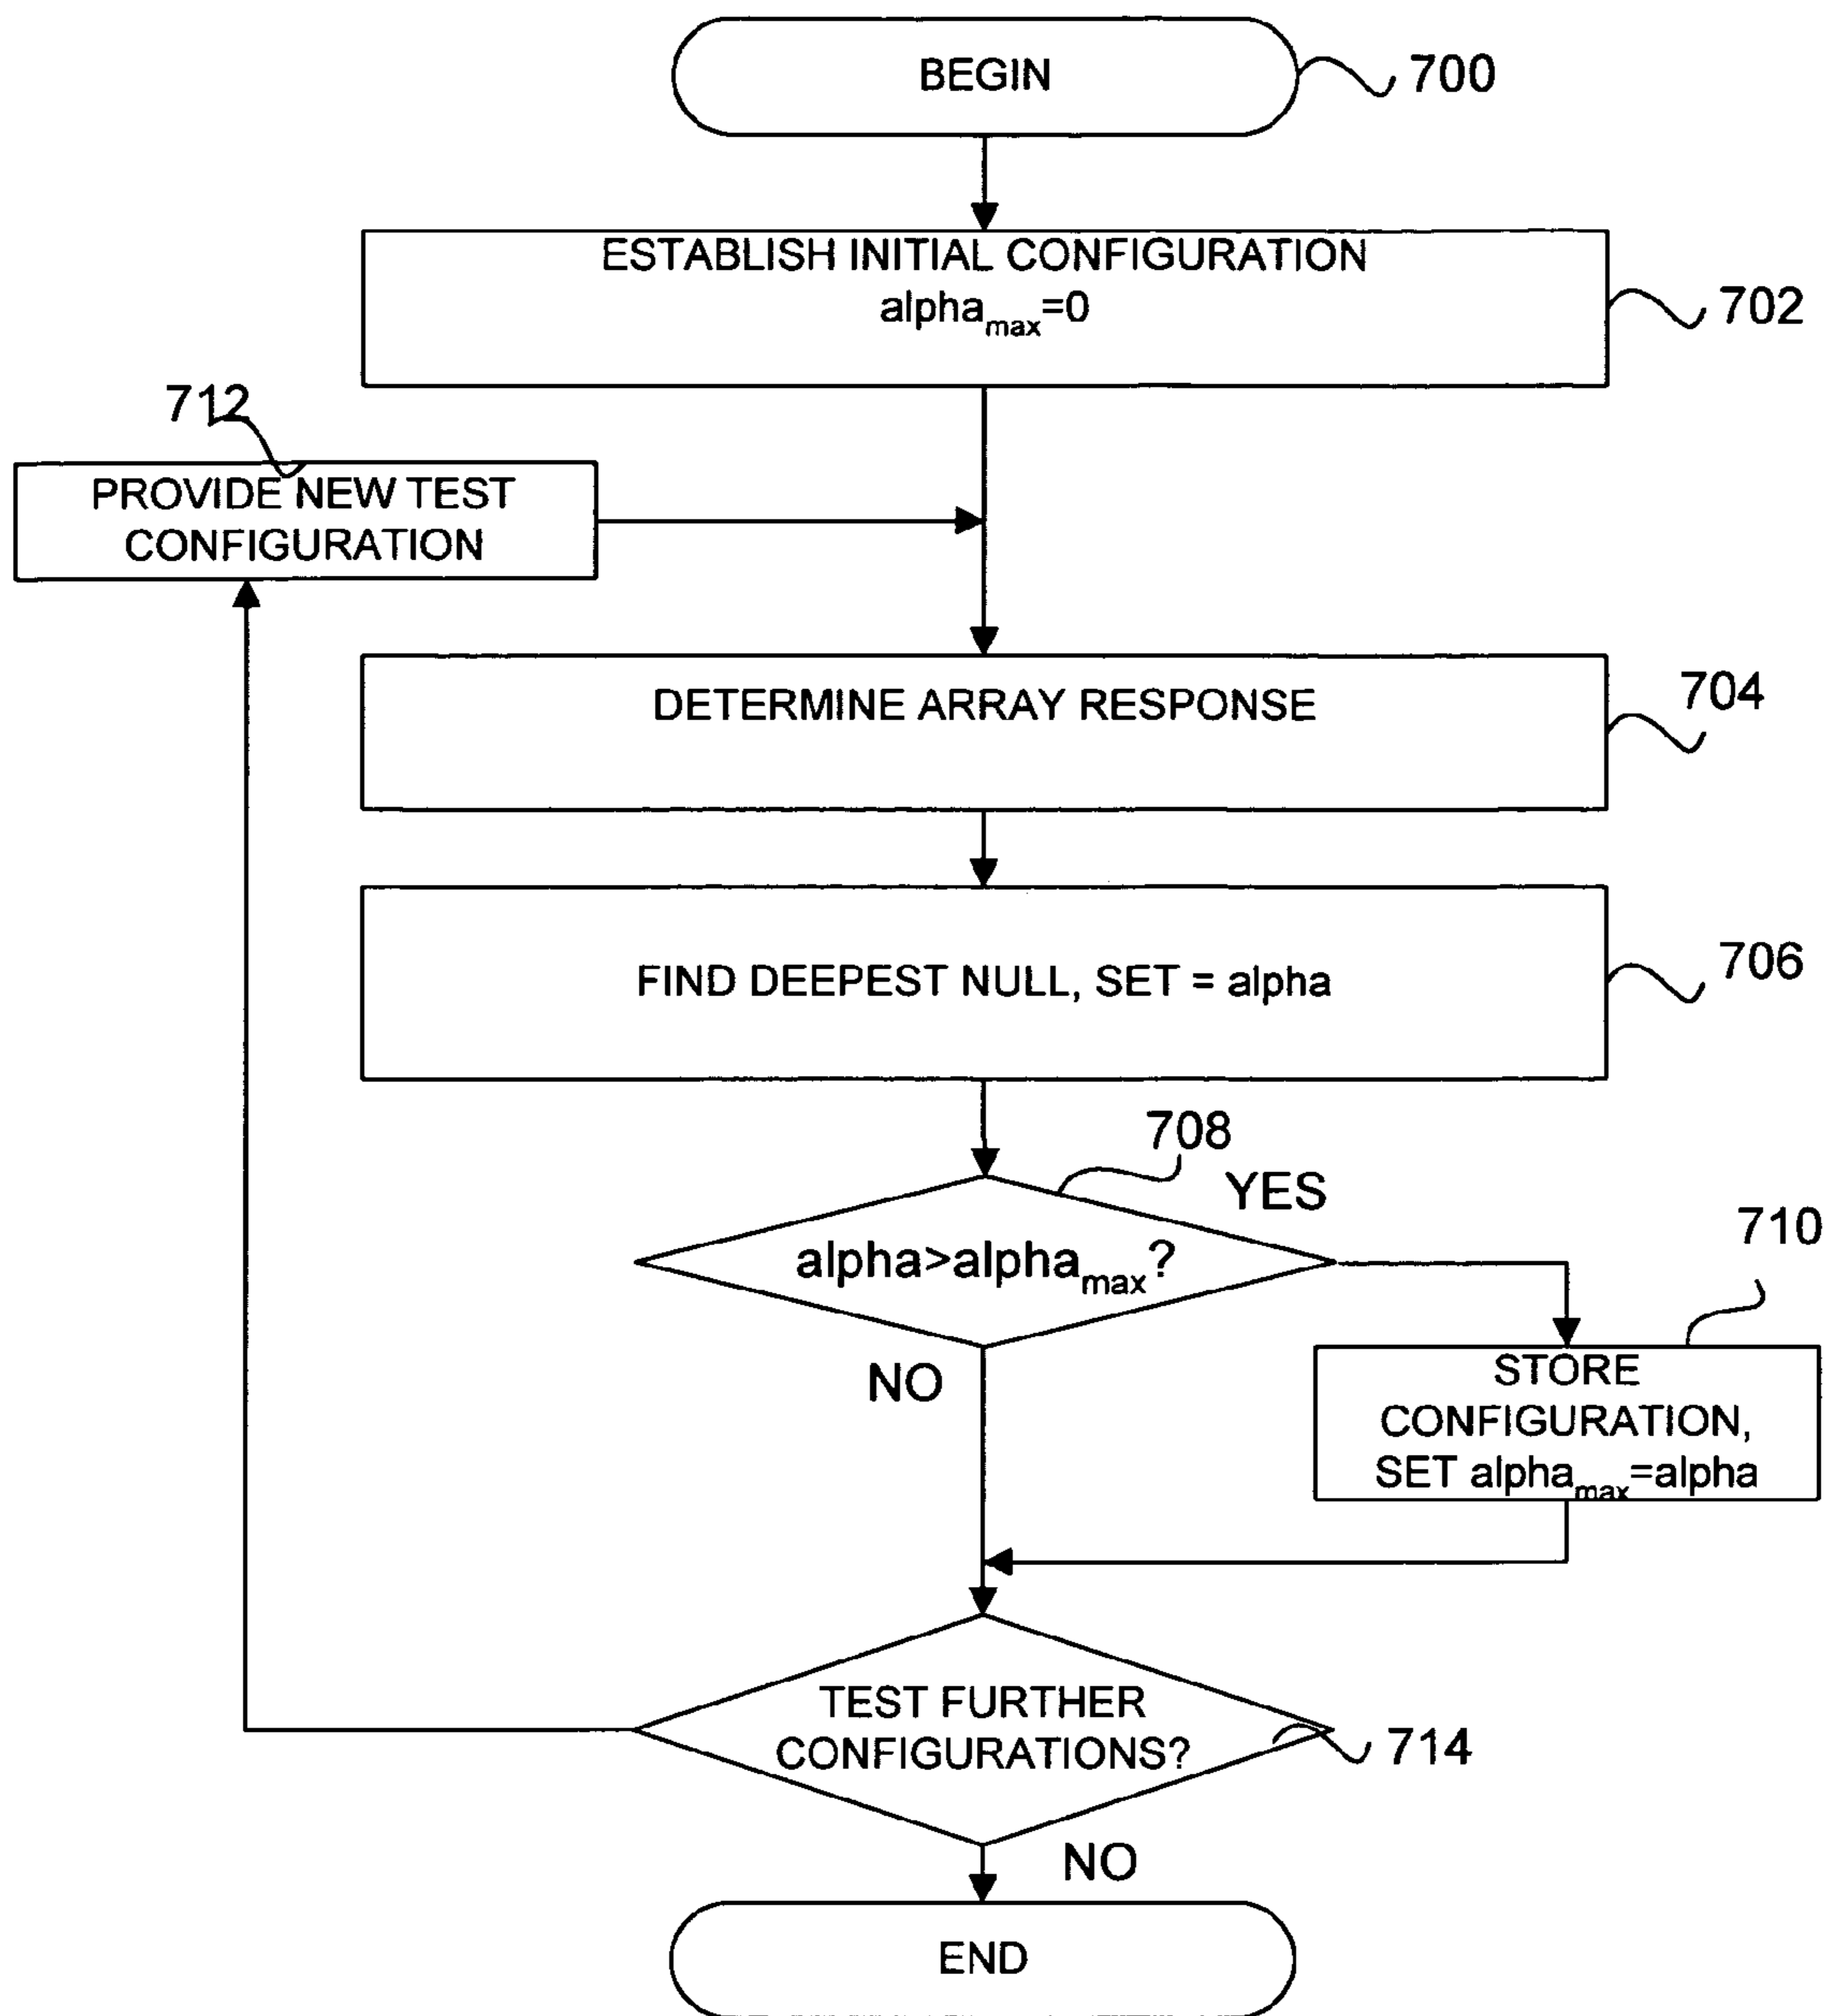 BEGIN
700
ESTABLISH INITIAL CONFIGURATION
alphamax=0
702
712
PROVIDE NEW TEST
CONFIGURATION
DETERMINE ARRAY RESPONSE
704
FIND DEEPEST NULL, SET = alpha
706
708
YES
alpha>alphamax?
710
NO
STORE
CONFIGURATION,
SET alphamax=alpha
TEST FURTHER
CONFIGURATIONS?
714
NO
END